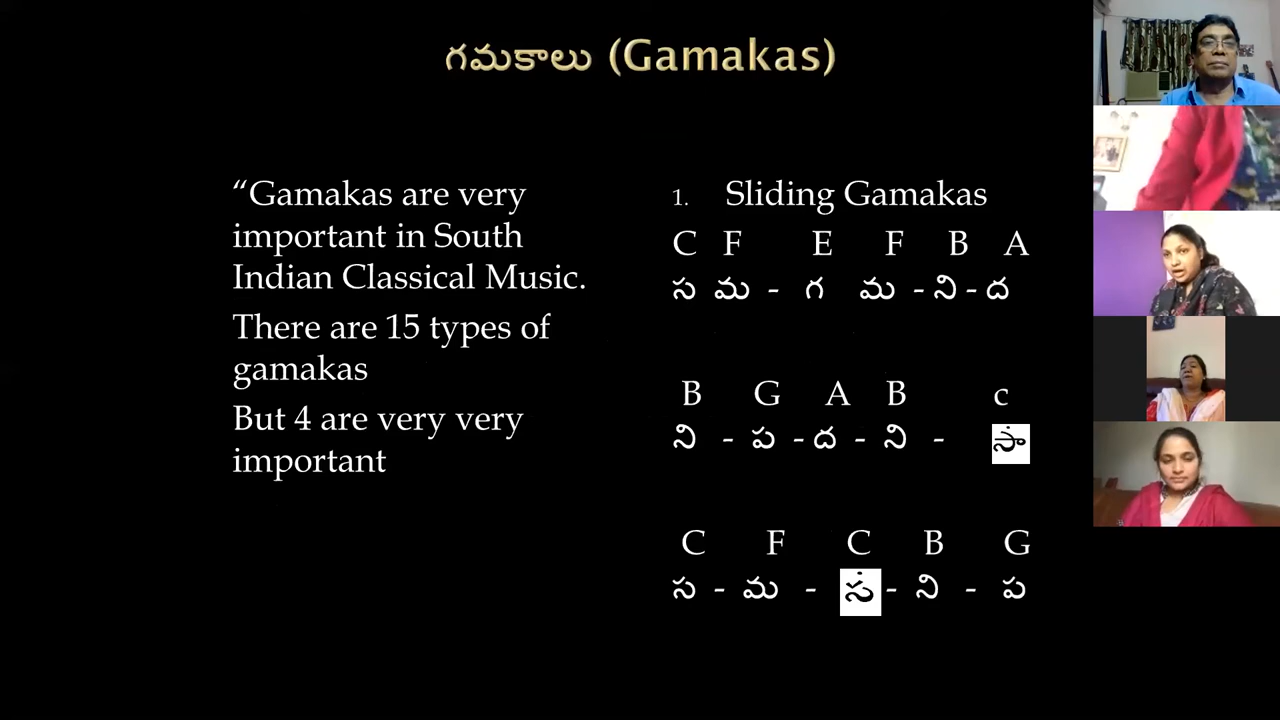 గమకాలు (Gamakas)
“Gamakas are very
important in South
Indian Classical Music.
There are 15 types of
gamakas
But 4 are very very
important
1. Sliding Gamakas
C F E F B A
స మ - గ మ - ని - ద
B G A B c
ని - ప - ద - ని - సాం
C F C B G
స - మ - సం - ని - ప